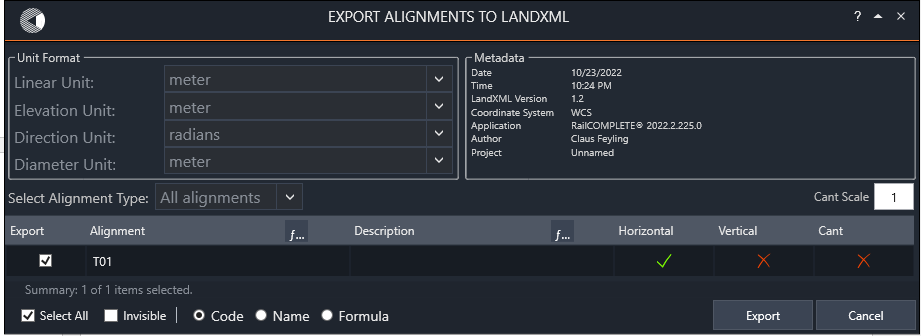 EXPORT ALIGNMENTS TO LANDXML
?
Unit Format
Linear Unit: meter
Elevation Unit: meter
Direction Unit: radians
Diameter Unit: meter
Metadata
Date 10/23/2022
Time 10:24 PM
LandXML Version 1.2
Coordinate System WCS
Application RailCOMPLETE® 2022.2.225.0
Author Claus Feyling
Project Unnamed
Select Alignment Type: All alignments
Cant Scale 1
Export Alignment ƒ... Description ƒ... Horizontal Vertical Cant
T01
Summary: 1 of 1 items selected.
Select All Invisible Code Name Formula Export Cancel